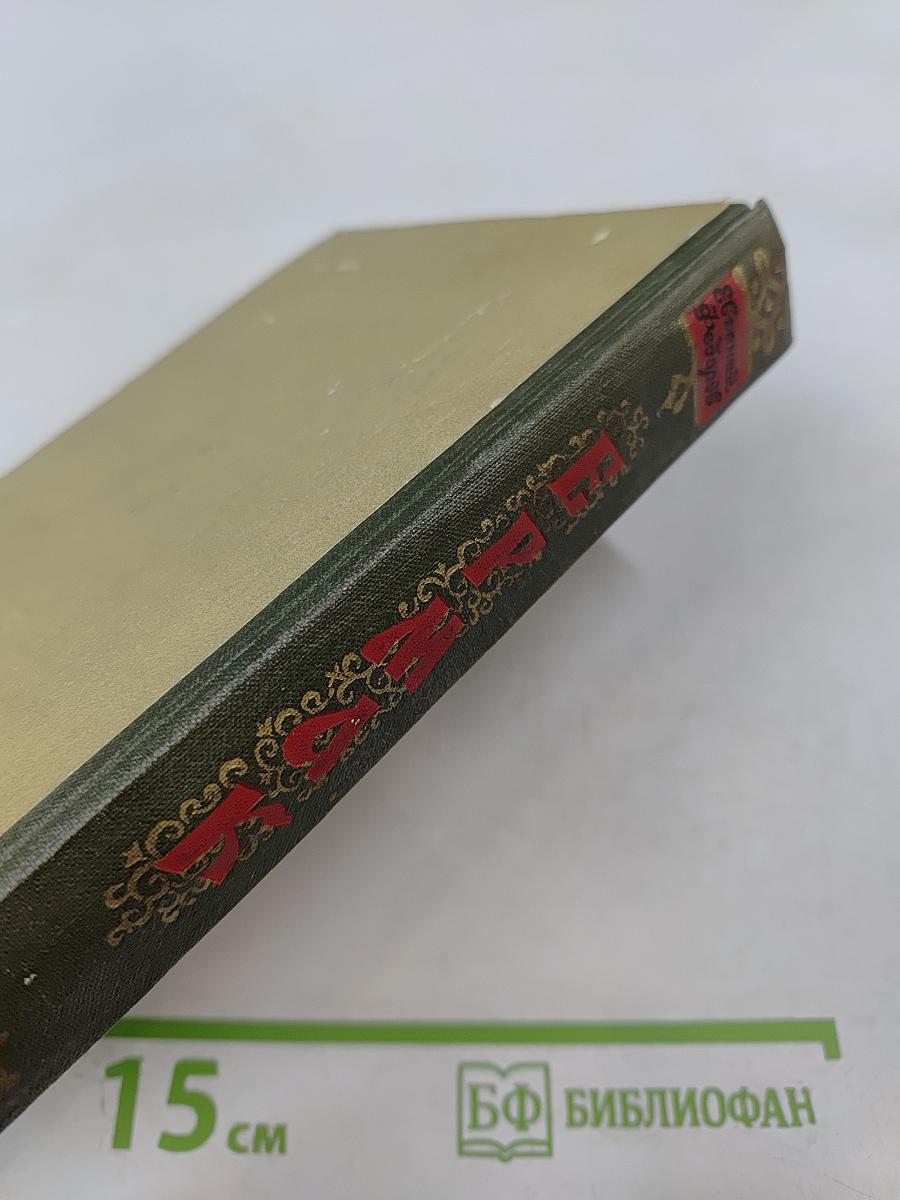 Евгений
Федоров
ЕРМАК
15 см
БФ БИБЛИОФАН